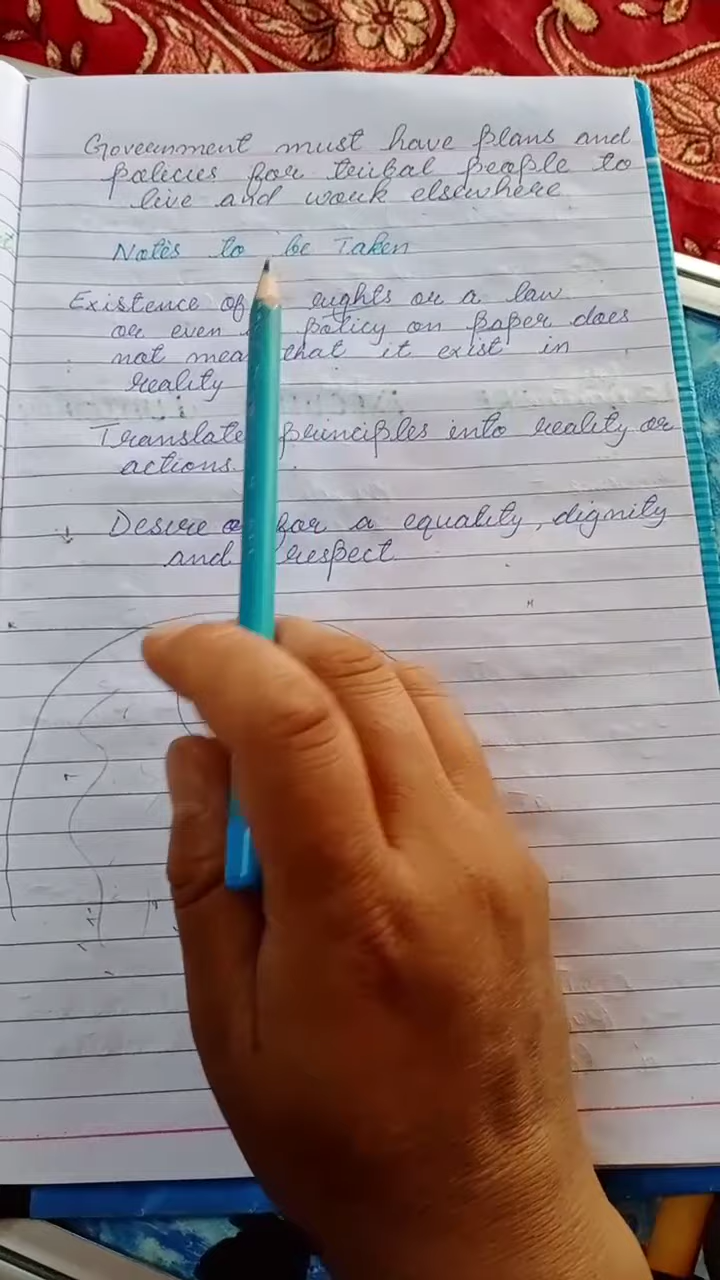 Government must have plans and
policies for tribal people to
live and work elsewhere
Notes to be Taken
Existence of rights or a law
or even policy on paper does
not mean that it exist in
reality
Translate principles into reality or
actions.
Desire for a equality, dignity
and respect